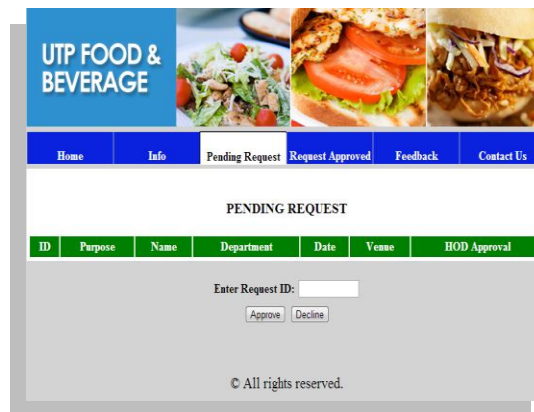 UTP FOOD &
BEVERAGE
Home Info Pending Request Request Approved Feedback Contact Us
PENDING REQUEST
ID Purpose Name Department Date Venue HOD Approval
Enter Request ID:
Approve Decline
© All rights reserved.